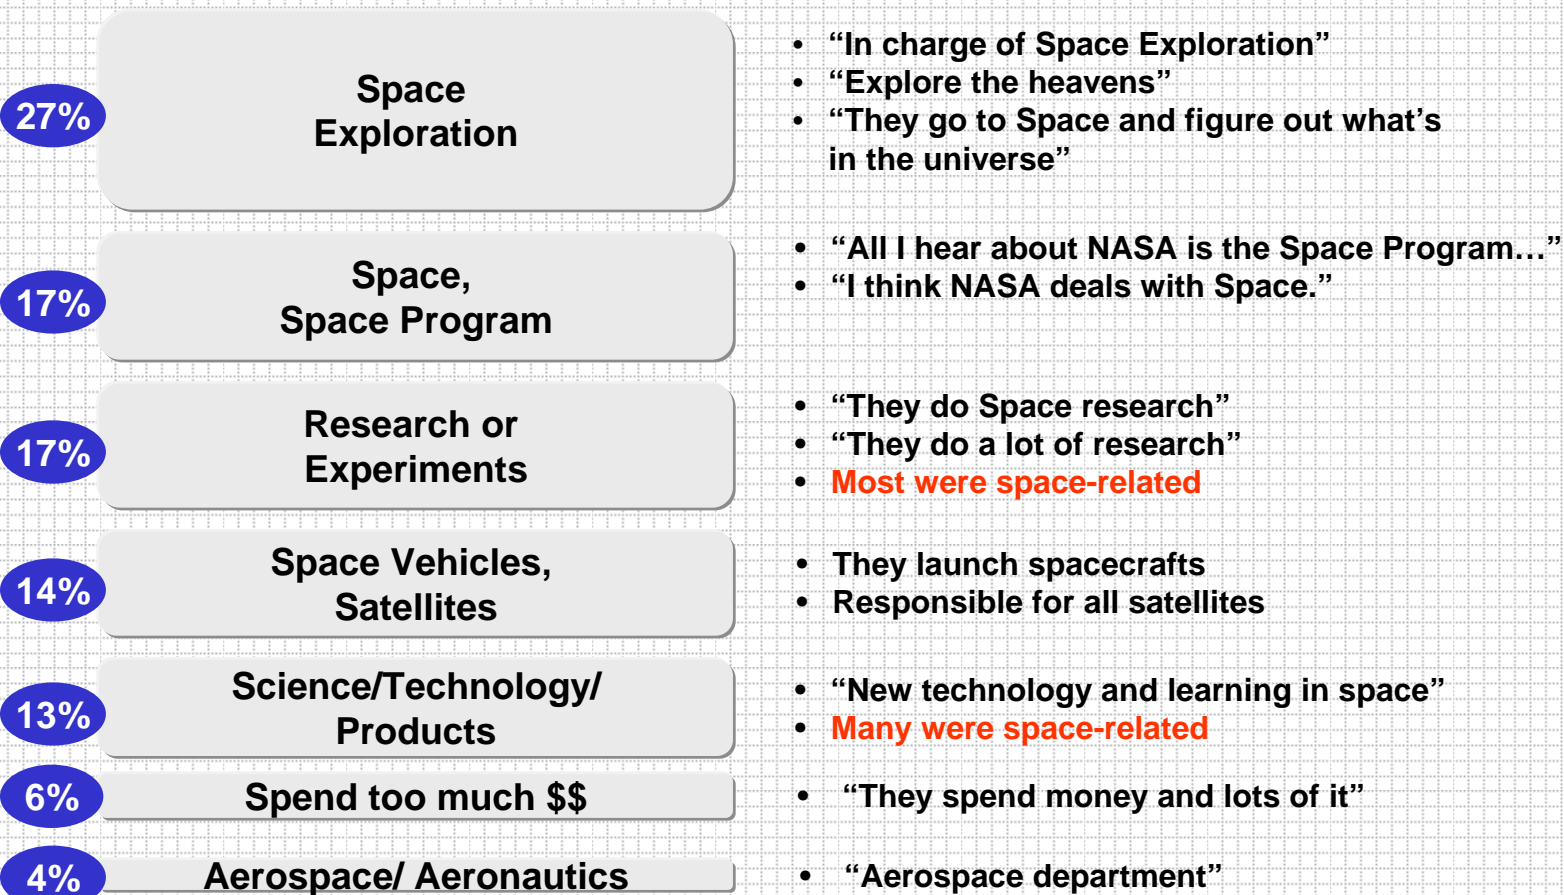 27%
Space
Exploration
• “In charge of Space Exploration”
• “Explore the heavens”
• “They go to Space and figure out what’s
in the universe”
17%
Space,
Space Program
• “All I hear about NASA is the Space Program…”
• “I think NASA deals with Space.”
17%
Research or
Experiments
• “They do Space research”
• “They do a lot of research”
• Most were space-related
14%
Space Vehicles,
Satellites
• They launch spacecrafts
• Responsible for all satellites
13%
Science/Technology/
Products
• “New technology and learning in space”
• Many were space-related
6%
Spend too much $$
• “They spend money and lots of it”
4%
Aerospace/ Aeronautics
• “Aerospace department”